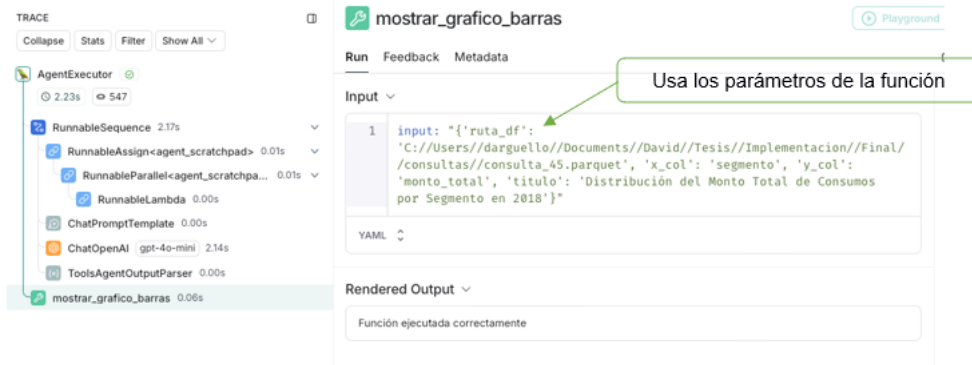 TRACE
Collapse Stats Filter Show All
AgentExecutor
2.23s 547
RunnableSequence 2.17s
RunnableAssign<agent_scratchpad> 0.01s
RunnableParallel<agent_scratchpa... 0.01s
RunnableLambda 0.00s
ChatPromptTemplate 0.00s
ChatOpenAI gpt-4o-mini 2.14s
ToolsAgentOutputParser 0.00s
mostrar_grafico_barras 0.06s
mostrar_grafico_barras
Playground
Run Feedback Metadata
Usa los parámetros de la función
Input
1 input: "{'ruta_df':
'C://Users//darguello//Documents//David//Tesis//Implementacion//Final/
/consultas//consulta_45.parquet', 'x_col': 'segmento', 'y_col':
'monto_total', 'titulo': 'Distribución del Monto Total de Consumos
por Segmento en 2018'}"
YAML
Rendered Output
Función ejecutada correctamente